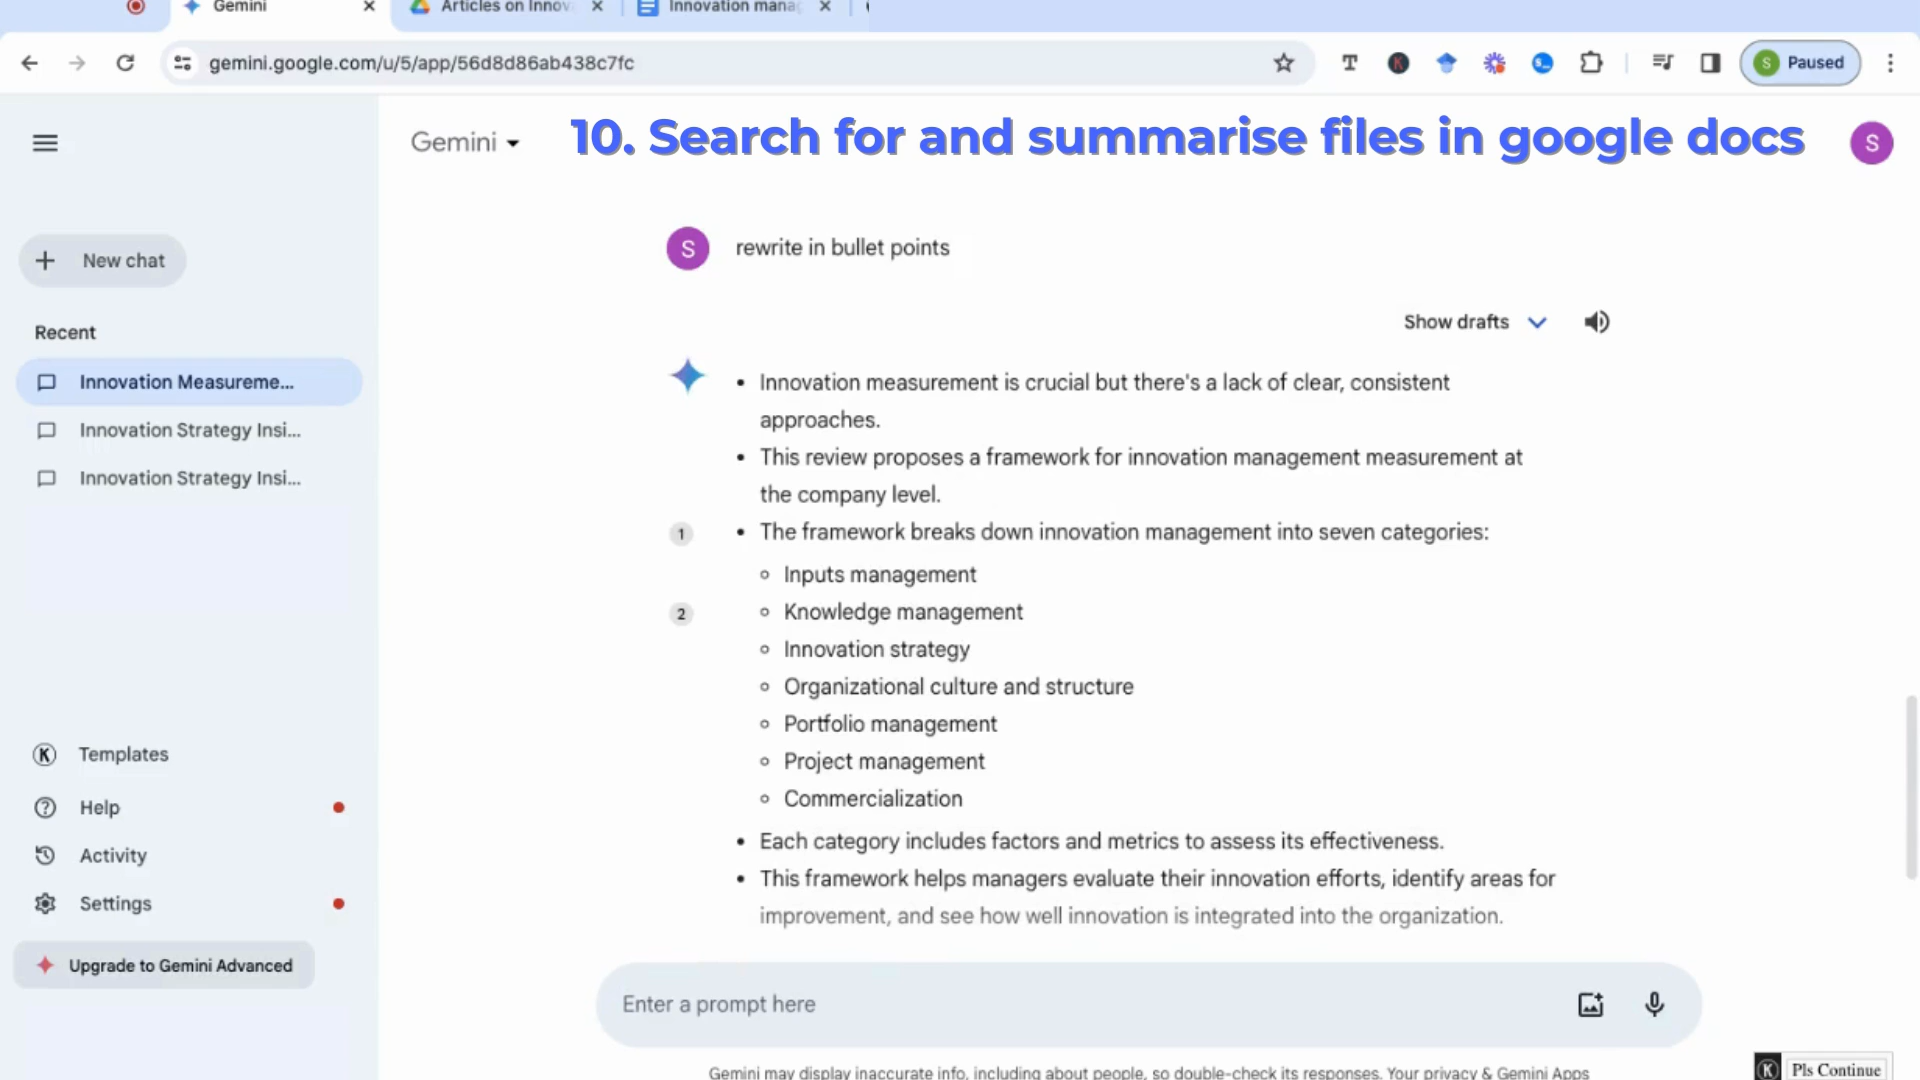 Gemini
Articles on Innov
Innovation mana
gemini.google.com/u/5/app/56d8d86ab438c7fc
S Paused
Gemini
10. Search for and summarise files in google docs
S
New chat
Recent
Innovation Measureme...
Innovation Strategy Insi...
Innovation Strategy Insi...
Templates
Help
Activity
Settings
Upgrade to Gemini Advanced
S rewrite in bullet points
Show drafts
• Innovation measurement is crucial but there's a lack of clear, consistent
approaches.
• This review proposes a framework for innovation management measurement at
the company level.
1 • The framework breaks down innovation management into seven categories:
Inputs management
2 Knowledge management
Innovation strategy
Organizational culture and structure
Portfolio management
Project management
Commercialization
• Each category includes factors and metrics to assess its effectiveness.
• This framework helps managers evaluate their innovation efforts, identify areas for
improvement, and see how well innovation is integrated into the organization.
Enter a prompt here
Gemini may display inaccurate info, including about people, so double-check its responses. Your privacy & Gemini Apps
K Pls Continue